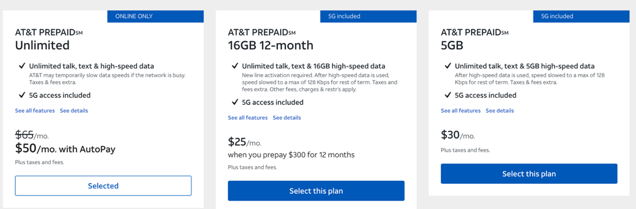 ONLINE ONLY
AT&T PREPAID℠
Unlimited
✓ Unlimited talk, text & high-speed data
AT&T may temporarily slow data speeds if the network is busy.
Taxes & fees extra.
✓ 5G access included
See all features See details
$65/mo.
$50/mo. with AutoPay
Plus taxes and fees.
Selected
5G included
AT&T PREPAID℠
16GB 12-month
✓ Unlimited talk, text & 16GB high-speed data
New line activation required. After high-speed data is used,
speed slowed to a max of 128 Kbps for rest of term. Taxes and
fees extra. Other fees, charges & restr's apply.
✓ 5G access included
See all features See details
$25/mo.
when you prepay $300 for 12 months
Plus taxes and fees.
Select this plan
5G included
AT&T PREPAID℠
5GB
✓ Unlimited talk, text & 5GB high-speed data
After high-speed data is used, speed slowed to a max of 128
Kbps for rest of term. Taxes & fees extra.
✓ 5G access included
See all features See details
$30/mo.
Plus taxes and fees.
Select this plan